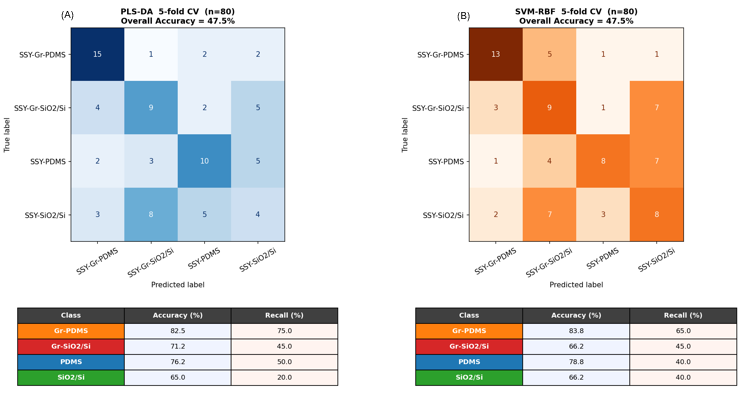 (A)
PLS-DA 5-fold CV (n=80)
Overall Accuracy = 47.5%
True label
SSY-Gr-PDMS 15 1 2 2
SSY-Gr-SiO2/Si 4 9 2 5
SSY-PDMS 2 3 10 5
SSY-SiO2/Si 3 8 5 4
SSY-Gr-PDMS SSY-Gr-SiO2/Si SSY-PDMS SSY-SiO2/Si
Predicted label
Class Accuracy (%) Recall (%)
Gr-PDMS 82.5 75.0
Gr-SiO2/Si 71.2 45.0
PDMS 76.2 50.0
SiO2/Si 65.0 20.0
(B)
SVM-RBF 5-fold CV (n=80)
Overall Accuracy = 47.5%
True label
SSY-Gr-PDMS 13 5 1 1
SSY-Gr-SiO2/Si 3 9 1 7
SSY-PDMS 1 4 8 7
SSY-SiO2/Si 2 7 3 8
SSY-Gr-PDMS SSY-Gr-SiO2/Si SSY-PDMS SSY-SiO2/Si
Predicted label
Class Accuracy (%) Recall (%)
Gr-PDMS 83.8 65.0
Gr-SiO2/Si 66.2 45.0
PDMS 78.8 40.0
SiO2/Si 66.2 40.0